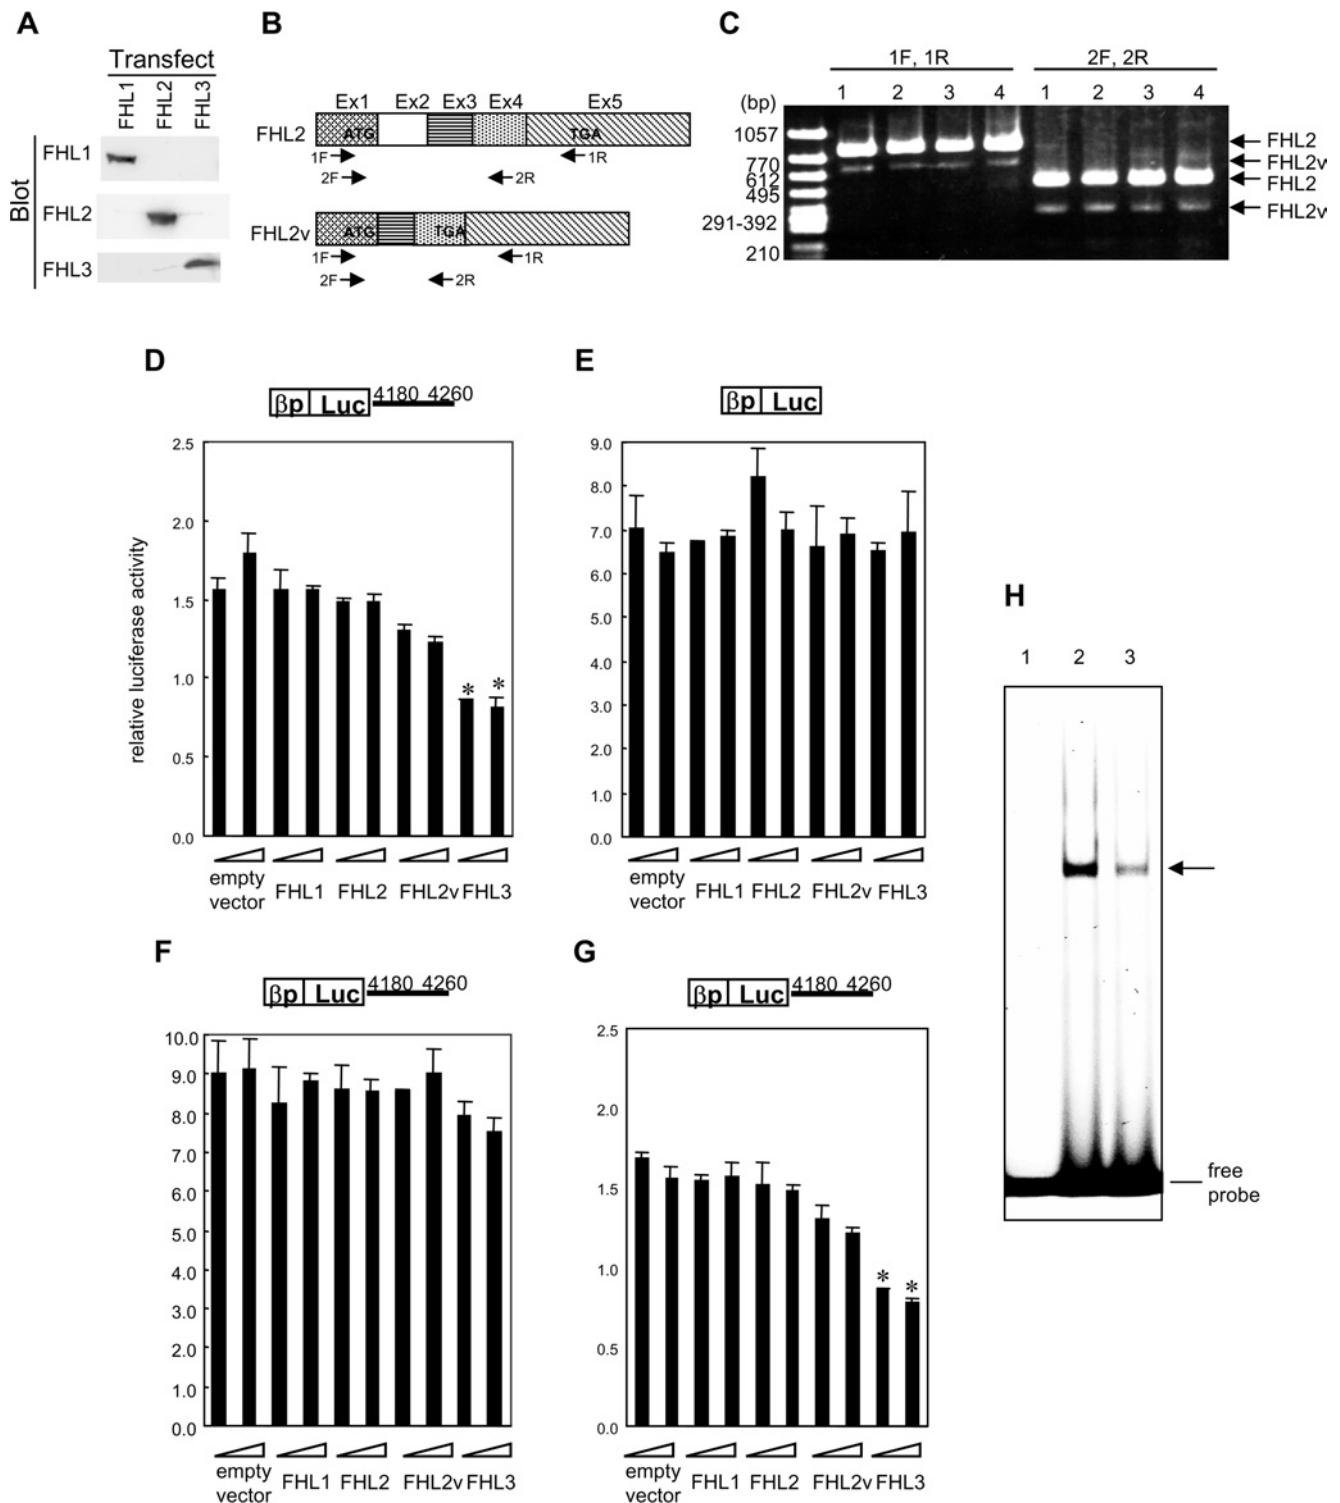 A
Transfect
FHL1 FHL2 FHL3
Blot
FHL1
FHL2
FHL3
B
Ex1 Ex2 Ex3 Ex4 Ex5
FHL2 ATG TGA
1F 1R
2F 2R
FHL2v ATG TGA
1F 1R
2F 2R
C
1F, 1R 2F, 2R
(bp) 1 2 3 4 1 2 3 4
1057
770
612
495
291-392
210
FHL2
FHL2v
FHL2
FHL2v
D
βp Luc 4180 4260
relative luciferase activity
2.5
2.0
1.5
1.0
0.5
0.0
* *
empty vector FHL1 FHL2 FHL2v FHL3
E
βp Luc
9.0
8.0
7.0
6.0
5.0
4.0
3.0
2.0
1.0
0.0
empty vector FHL1 FHL2 FHL2v FHL3
F
βp Luc 4180 4260
10.0
9.0
8.0
7.0
6.0
5.0
4.0
3.0
2.0
1.0
0.0
empty vector FHL1 FHL2 FHL2v FHL3
G
βp Luc 4180 4260
2.5
2.0
1.5
1.0
0.5
0.0
* *
empty vector FHL1 FHL2 FHL2v FHL3
H
1 2 3
free
probe